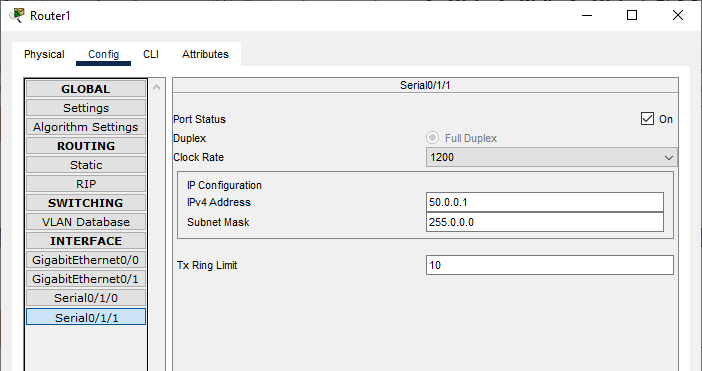 Router1
Physical Config CLI Attributes
GLOBAL
Settings
Algorithm Settings
ROUTING
Static
RIP
SWITCHING
VLAN Database
INTERFACE
GigabitEthernet0/0
GigabitEthernet0/1
Serial0/1/0
Serial0/1/1
Serial0/1/1
Port Status On
Duplex Full Duplex
Clock Rate 1200
IP Configuration
IPv4 Address 50.0.0.1
Subnet Mask 255.0.0.0
Tx Ring Limit 10